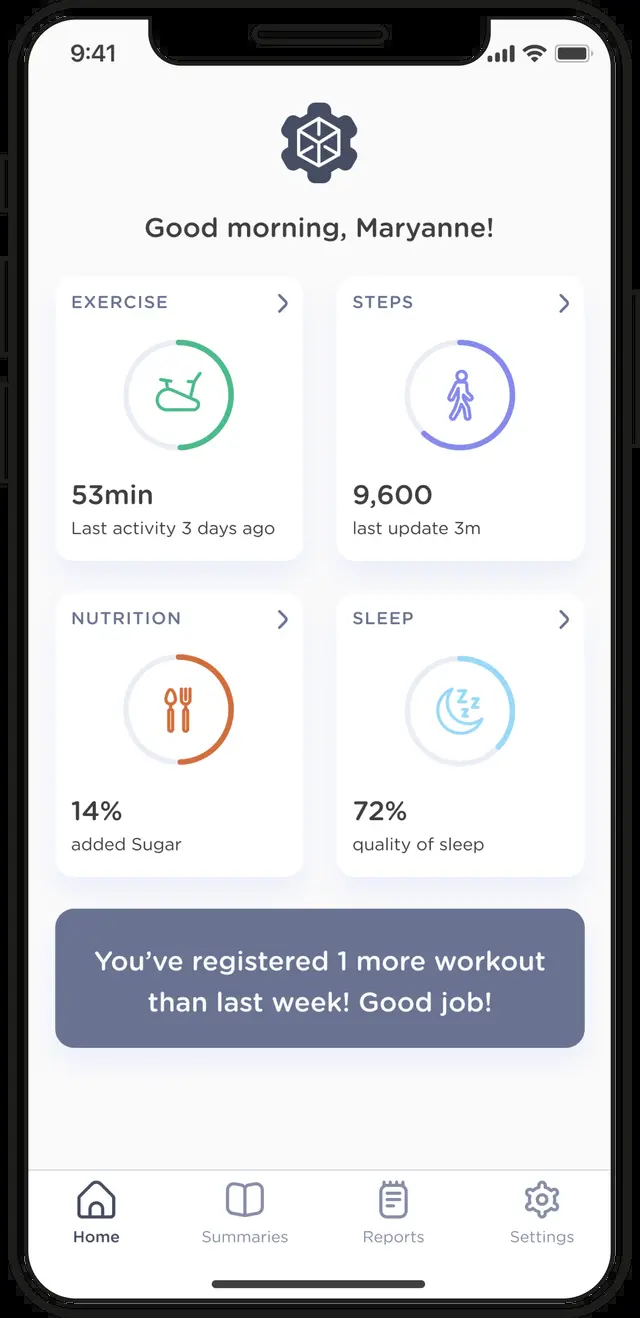 9:41
Good morning, Maryanne!
EXERCISE
53min
Last activity 3 days ago
STEPS
9,600
last update 3m
NUTRITION
14%
added Sugar
SLEEP
Z Z Z
72%
quality of sleep
You’ve registered 1 more workout
than last week! Good job!
Home
Summaries
Reports
Settings